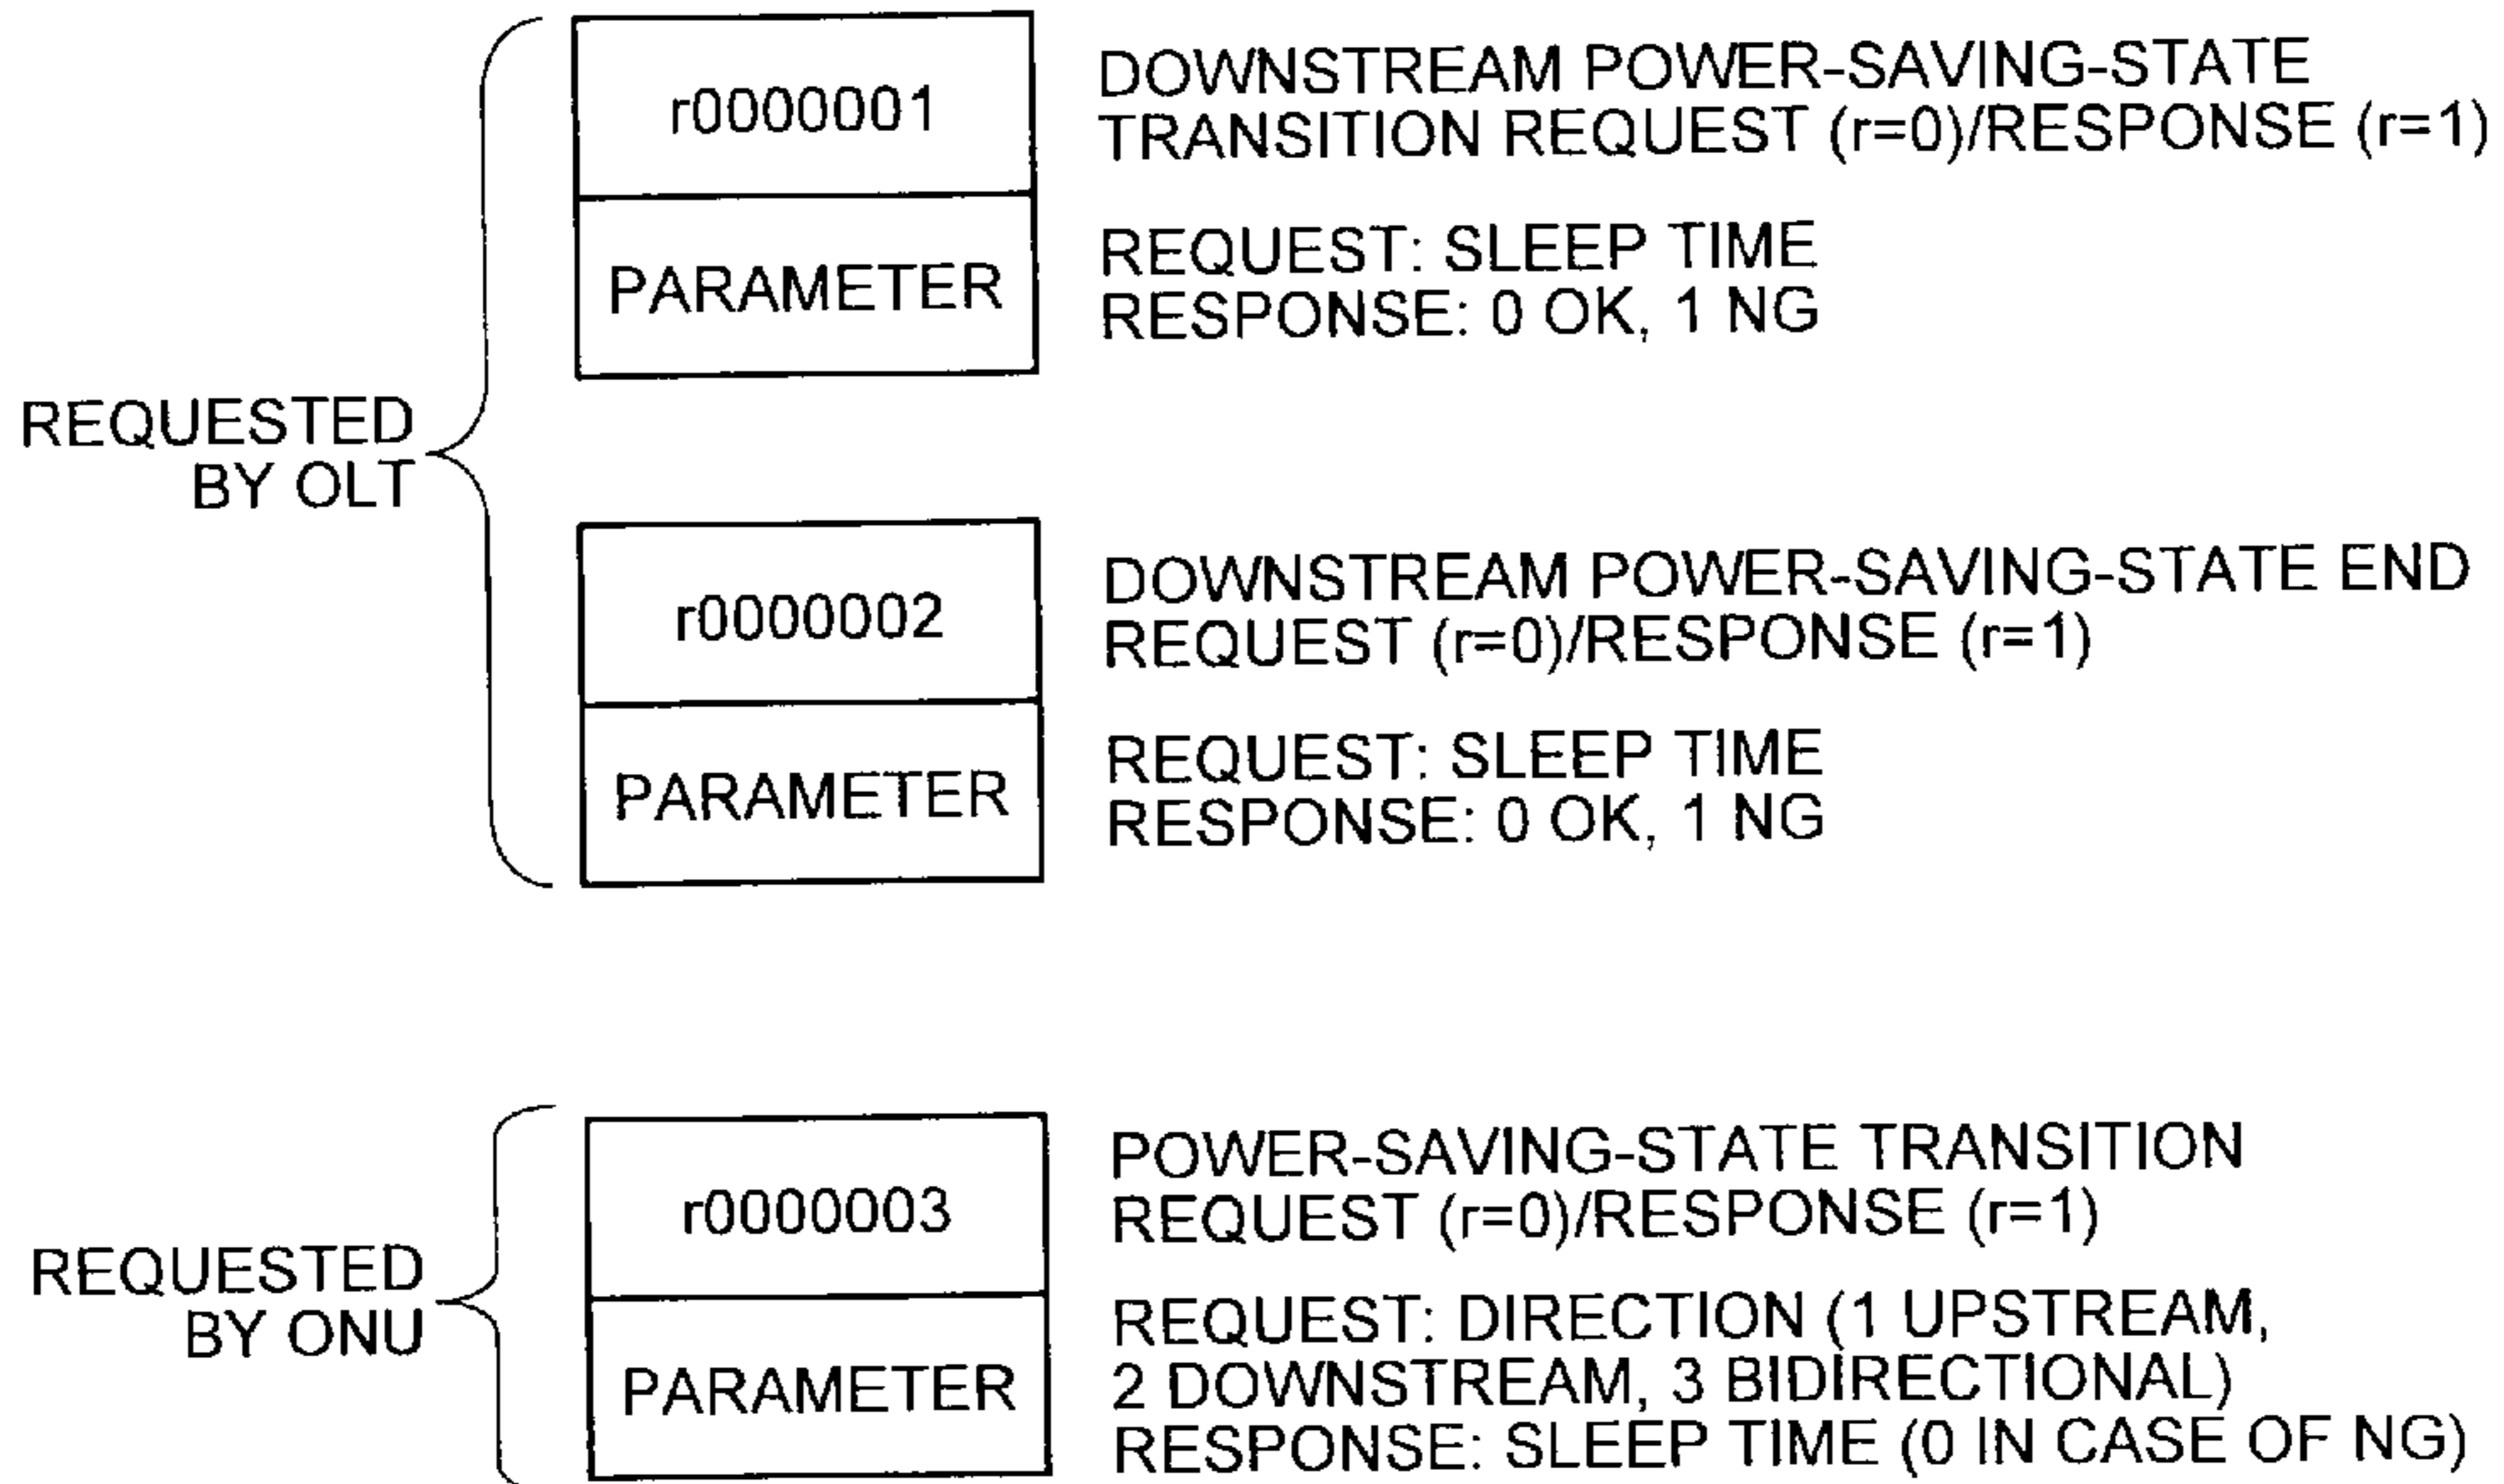 r0000001
DOWNSTREAM POWER-SAVING-STATE
TRANSITION REQUEST (r=0)/RESPONSE (r=1)
PARAMETER
REQUEST: SLEEP TIME
RESPONSE: 0 OK, 1 NG
REQUESTED
BY OLT
r0000002
DOWNSTREAM POWER-SAVING-STATE END
REQUEST (r=0)/RESPONSE (r=1)
PARAMETER
REQUEST: SLEEP TIME
RESPONSE: 0 OK, 1 NG
r0000003
POWER-SAVING-STATE TRANSITION
REQUEST (r=0)/RESPONSE (r=1)
REQUESTED
BY ONU
PARAMETER
REQUEST: DIRECTION (1 UPSTREAM,
2 DOWNSTREAM, 3 BIDIRECTIONAL)
RESPONSE: SLEEP TIME (0 IN CASE OF NG)